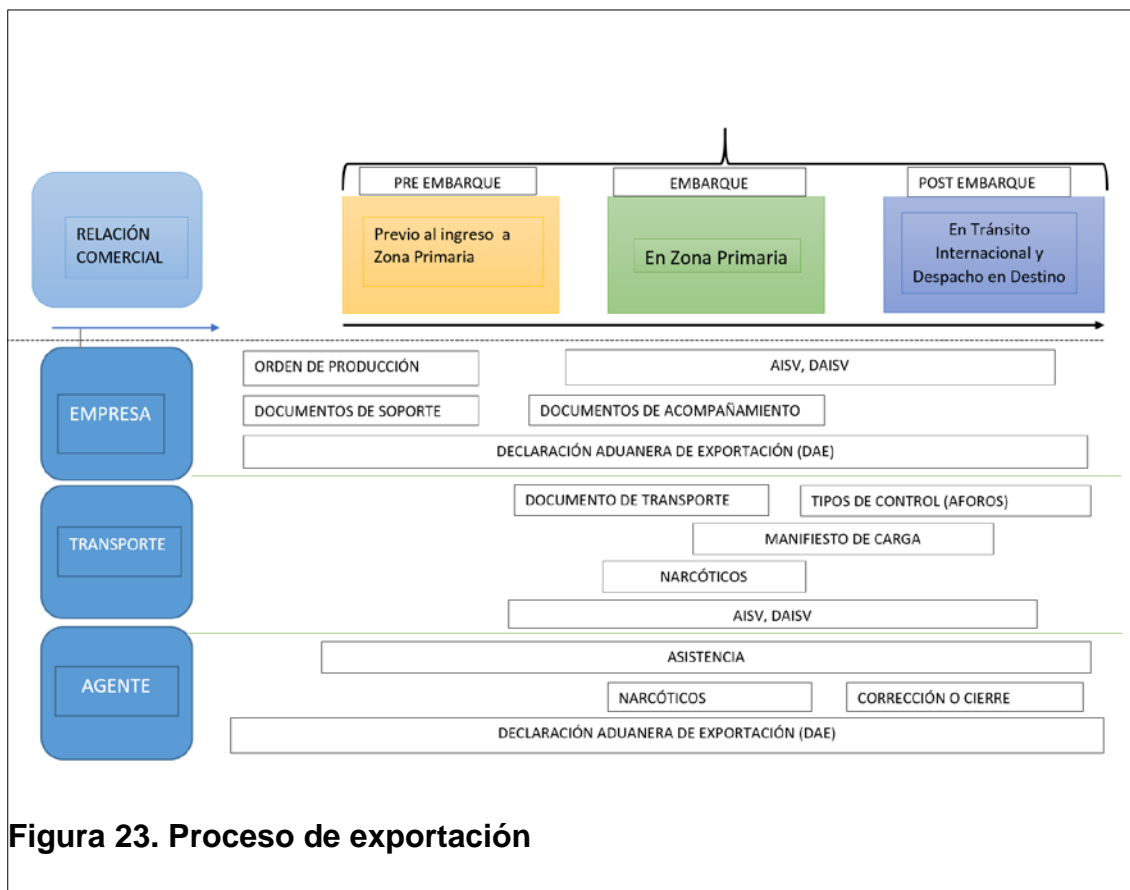 PRE EMBARQUE
EMBARQUE
POST EMBARQUE
RELACIÓN
COMERCIAL
Previo al ingreso a
Zona Primaria
En Zona Primaria
En Tránsito
Internacional y
Despacho en Destino
EMPRESA
ORDEN DE PRODUCCIÓN
AISV, DAISV
DOCUMENTOS DE SOPORTE
DOCUMENTOS DE ACOMPAÑAMIENTO
DECLARACIÓN ADUANERA DE EXPORTACIÓN (DAE)
TRANSPORTE
DOCUMENTO DE TRANSPORTE
TIPOS DE CONTROL (AFOROS)
MANIFIESTO DE CARGA
NARCÓTICOS
AISV, DAISV
AGENTE
ASISTENCIA
NARCÓTICOS
CORRECCIÓN O CIERRE
DECLARACIÓN ADUANERA DE EXPORTACIÓN (DAE)
Figura 23. Proceso de exportación